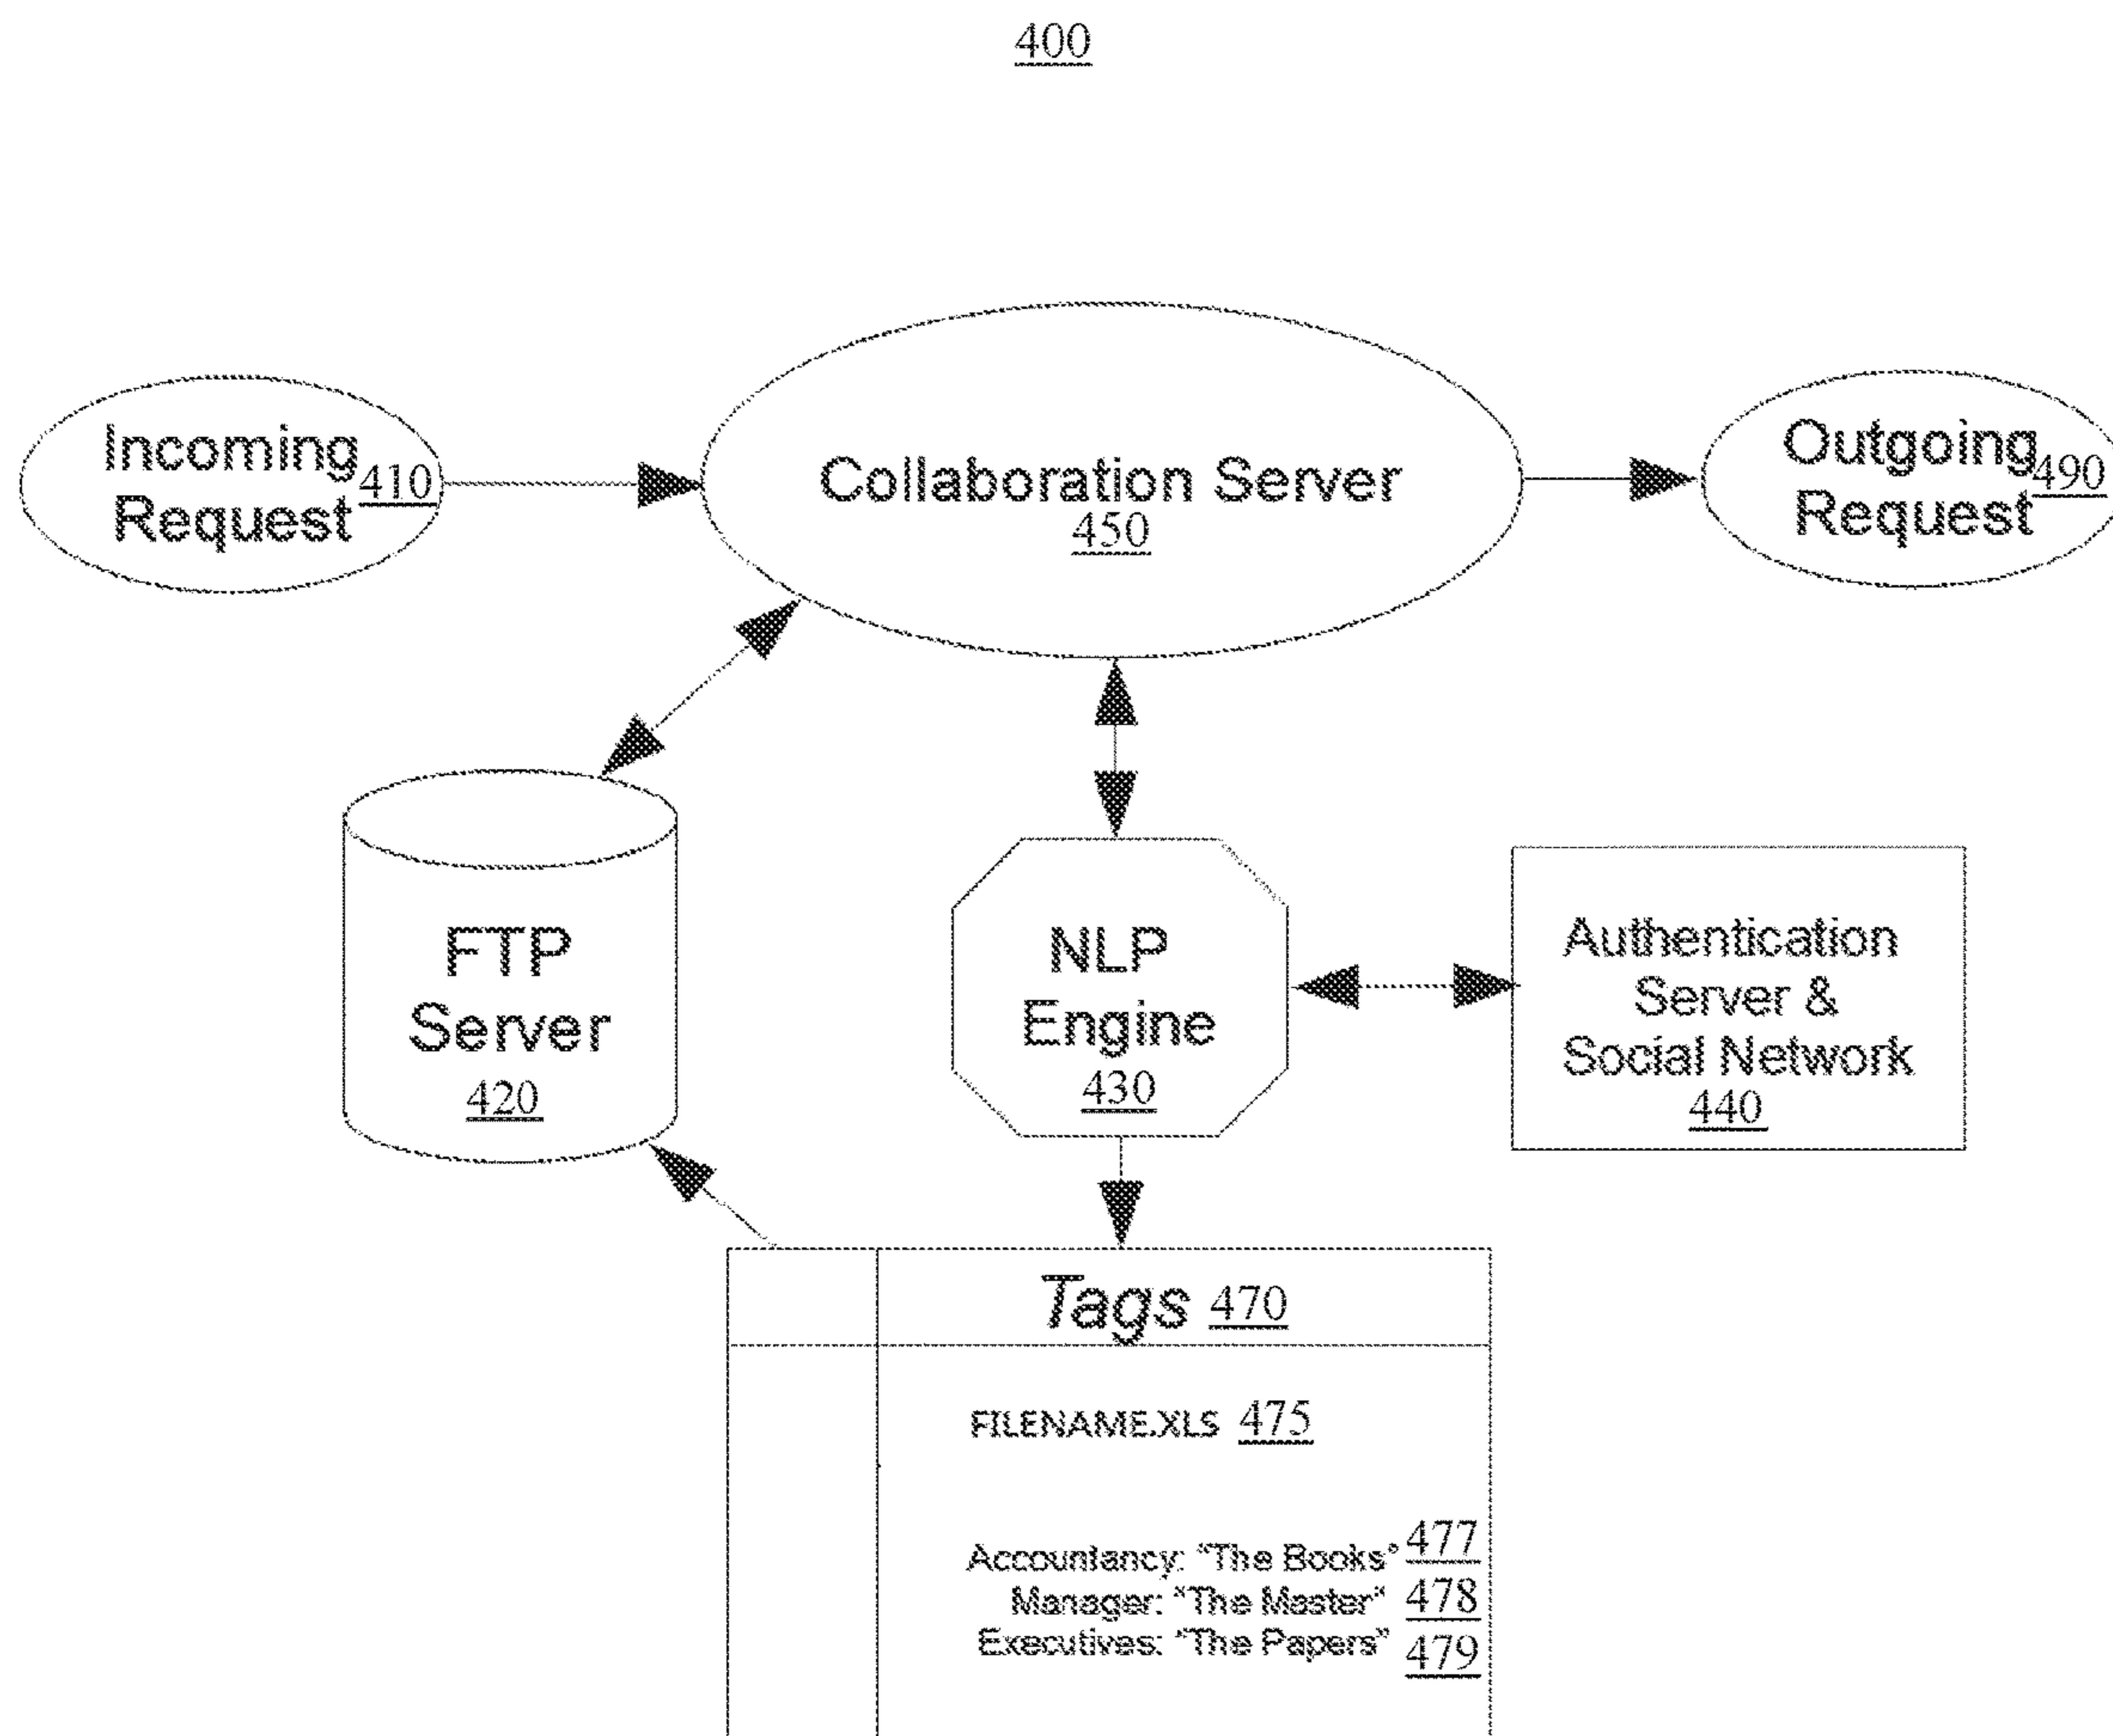 400
Incoming
Request 410
Collaboration Server
450
Outgoing
Request 490
FTP
Server
420
NLP
Engine
430
Authentication
Server &
Social Network
440
Tags 470
FILENAME.XLS 475
Accountancy: "The Books" 477
Manager: "The Master" 478
Executives: "The Papers" 479